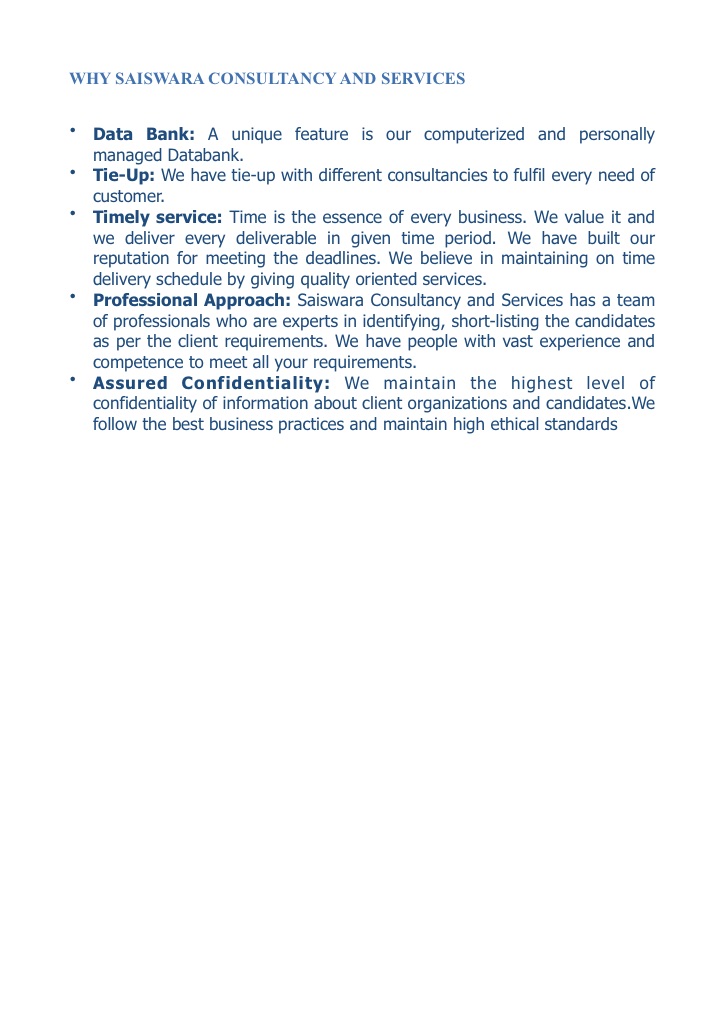 WHY SAISWARA CONSULTANCY AND SERVICES
• Data Bank: A unique feature is our computerized and personally
managed Databank.
• Tie-Up: We have tie-up with different consultancies to fulfil every need of
customer.
• Timely service: Time is the essence of every business. We value it and
we deliver every deliverable in given time period. We have built our
reputation for meeting the deadlines. We believe in maintaining on time
delivery schedule by giving quality oriented services.
• Professional Approach: Saiswara Consultancy and Services has a team
of professionals who are experts in identifying, short-listing the candidates
as per the client requirements. We have people with vast experience and
competence to meet all your requirements.
• Assured Confidentiality: We maintain the highest level of
confidentiality of information about client organizations and candidates.We
follow the best business practices and maintain high ethical standards